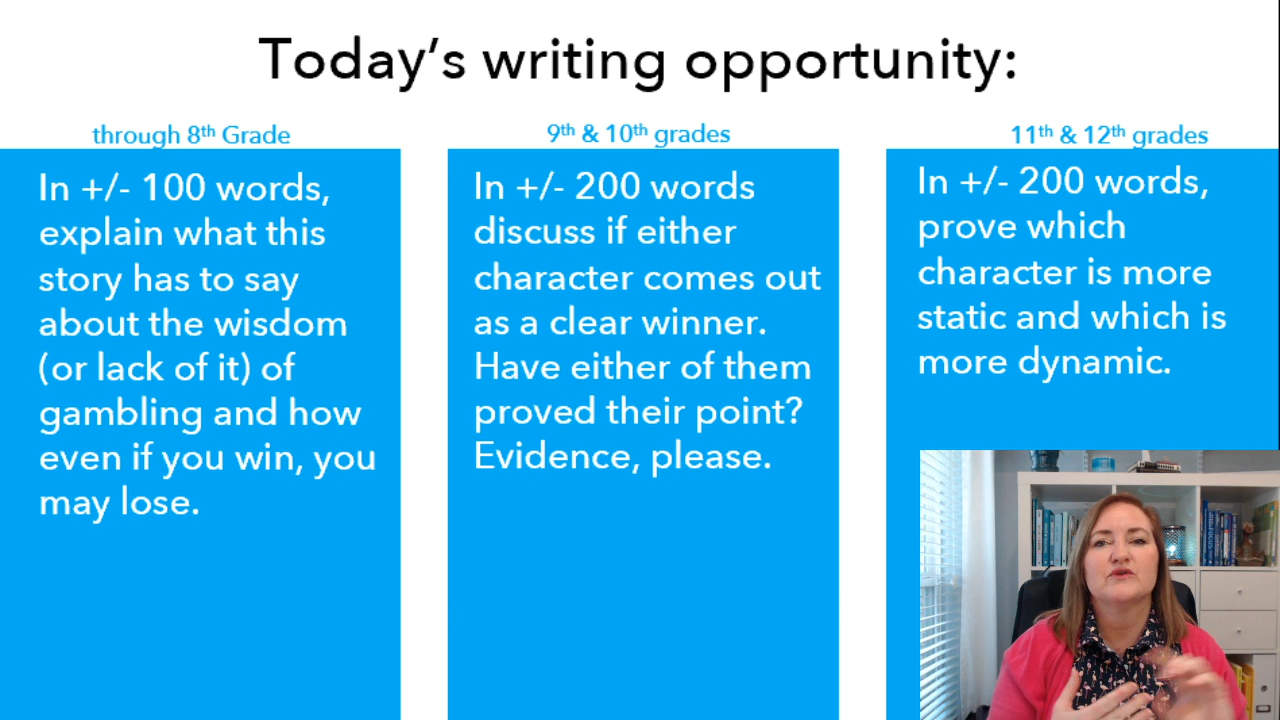 Today's writing opportunity:
through 8th Grade
In +/- 100 words,
explain what this
story has to say
about the wisdom
(or lack of it) of
gambling and how
even if you win, you
may lose.
9th & 10th grades
In +/- 200 words
discuss if either
character comes out
as a clear winner.
Have either of them
proved their point?
Evidence, please.
11th & 12th grades
In +/- 200 words,
prove which
character is more
static and which is
more dynamic.